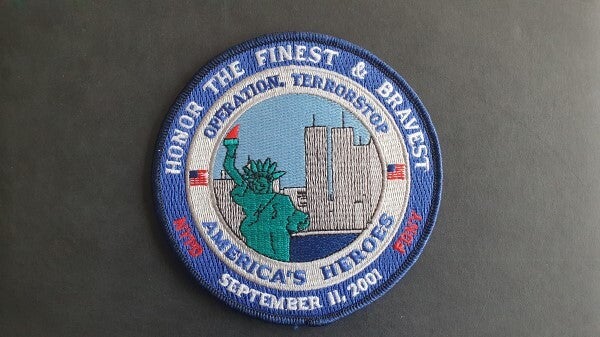 HONOR THE FINEST & BRAVEST
OPERATION TERRORSTOP
AMERICA'S HEROES
NYPD
FDNY
SEPTEMBER 11, 2001